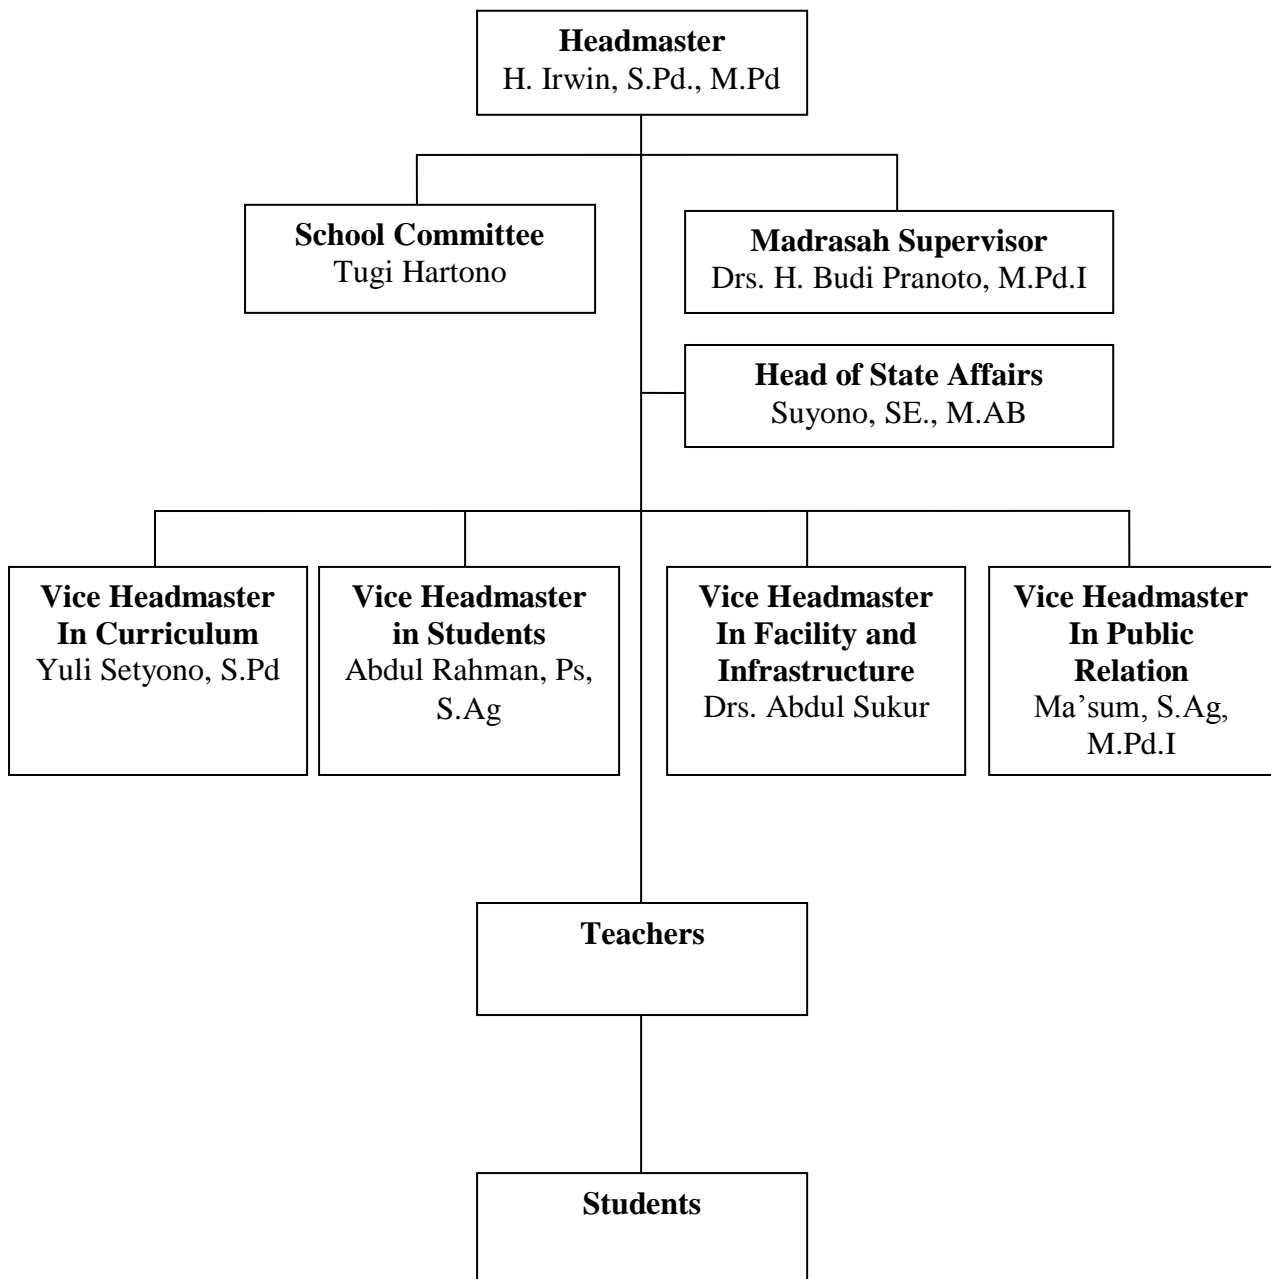 Headmaster
H. Irwin, S.Pd., M.Pd
School Committee
Tugi Hartono
Madrasah Supervisor
Drs. H. Budi Pranoto, M.Pd.I
Head of State Affairs
Suyono, SE., M.AB
Vice Headmaster
In Curriculum
Yuli Setyono, S.Pd
Vice Headmaster
in Students
Abdul Rahman, Ps,
S.Ag
Vice Headmaster
In Facility and
Infrastructure
Drs. Abdul Sukur
Vice Headmaster
In Public
Relation
Ma’sum, S.Ag,
M.Pd.I
Teachers
Students